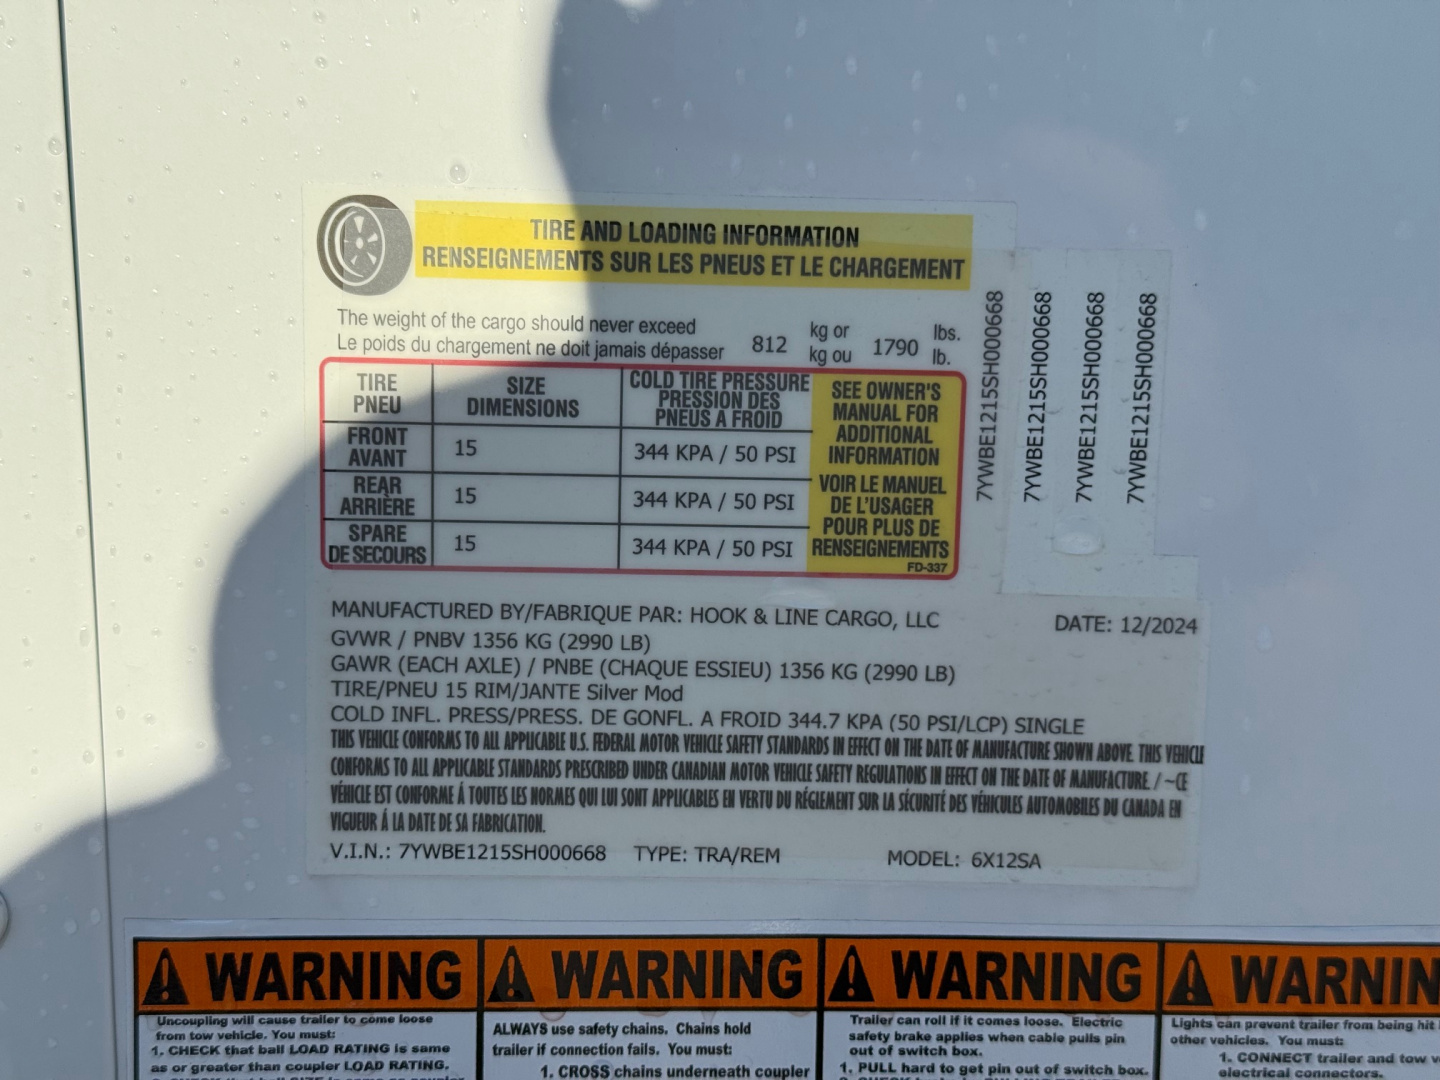 TIRE AND LOADING INFORMATION
RENSEIGNEMENTS SUR LES PNEUS ET LE CHARGEMENT
The weight of the cargo should never exceed 812 kg or 1790 lbs.
Le poids du chargement ne doit jamais dépasser kg ou lb.
TIRE
PNEU
SIZE
DIMENSIONS
COLD TIRE PRESSURE
PRESSION DES
PNEUS A FROID
FRONT
AVANT
15
344 KPA / 50 PSI
REAR
ARRIÈRE
15
344 KPA / 50 PSI
SPARE
DE SECOURS
15
344 KPA / 50 PSI
SEE OWNER'S
MANUAL FOR
ADDITIONAL
INFORMATION
VOIR LE MANUEL
DE L'USAGER
POUR PLUS DE
RENSEIGNEMENTS
FD-337
7YWBE1215SH000668
7YWBE1215SH000668
7YWBE1215SH000668
7YWBE1215SH000668
MANUFACTURED BY/FABRIQUE PAR: HOOK & LINE CARGO, LLC DATE: 12/2024
GVWR / PNBV 1356 KG (2990 LB)
GAWR (EACH AXLE) / PNBE (CHAQUE ESSIEU) 1356 KG (2990 LB)
TIRE/PNEU 15 RIM/JANTE Silver Mod
COLD INFL. PRESS/PRESS. DE GONFL. A FROID 344.7 KPA (50 PSI/LCP) SINGLE
THIS VEHICLE CONFORMS TO ALL APPLICABLE U.S. FEDERAL MOTOR VEHICLE SAFETY STANDARDS IN EFFECT ON THE DATE OF MANUFACTURE SHOWN ABOVE. THIS VEHICLE
CONFORMS TO ALL APPLICABLE STANDARDS PRESCRIBED UNDER CANADIAN MOTOR VEHICLE SAFETY REGULATIONS IN EFFECT ON THE DATE OF MANUFACTURE. / ~CE
VÉHICLE EST CONFORME Á TOUTES LES NORMES QUI LUI SONT APPLICABLES EN VERTU DU RÉGIEMENT SUR LA SÉCURITÉ DES VÉHICULES AUTOMOBILES DU CANADA EN
VIGUEUR Á LA DATE DE SA FABRICATION.
V.I.N.: 7YWBE1215SH000668 TYPE: TRA/REM MODEL: 6X12SA
WARNING
Uncoupling will cause trailer to come loose
from tow vehicle. You must:
1. CHECK that ball LOAD RATING is same
as or greater than coupler LOAD RATING.
WARNING
ALWAYS use safety chains. Chains hold
trailer if connection fails. You must:
1. CROSS chains underneath coupler
WARNING
Trailer can roll if it comes loose. Electric
safety brake applies when cable pulls pin
out of switch box.
1. PULL hard to get pin out of switch box.
WARNIN
Lights can prevent trailer from being hit
other vehicles. You must:
1. CONNECT trailer and tow v
electrical connectors.